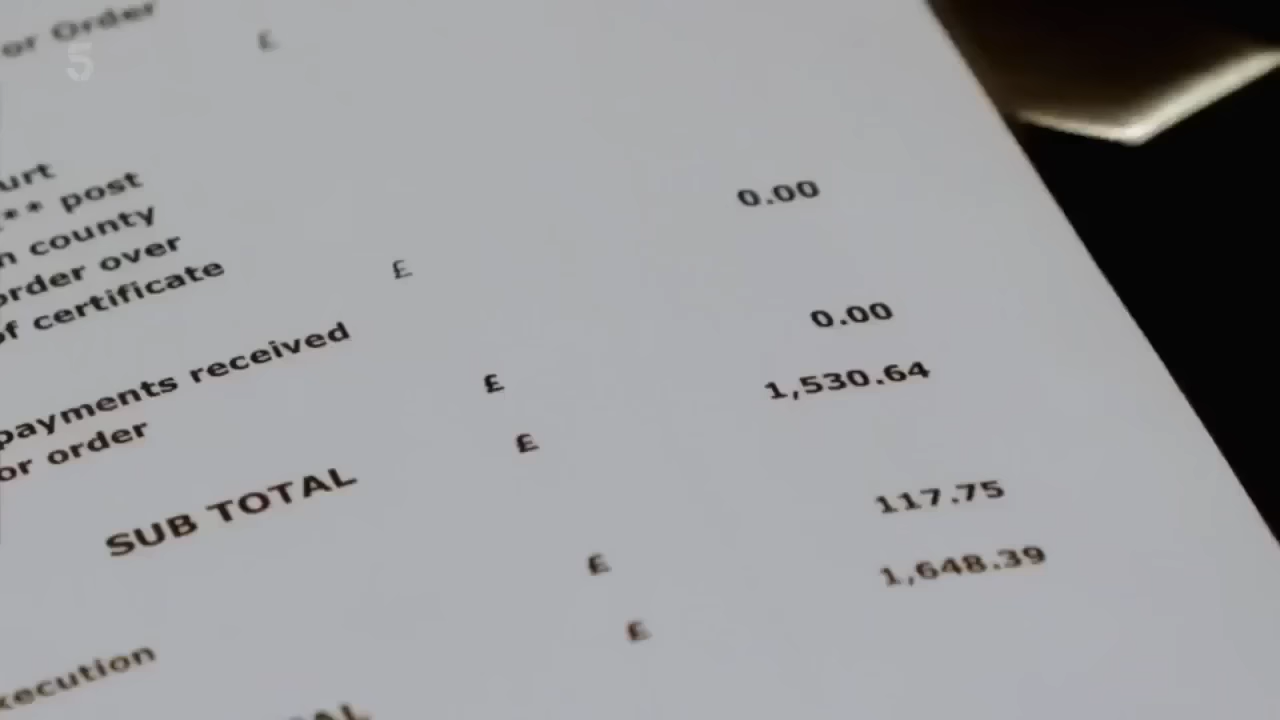 or Order £
urt
** post
n county
order over
of certificate £ 0.00
payments received
or order £ 0.00
SUB TOTAL £ 1,530.64
xecution £ 117.75
AL £ 1,648.39
5